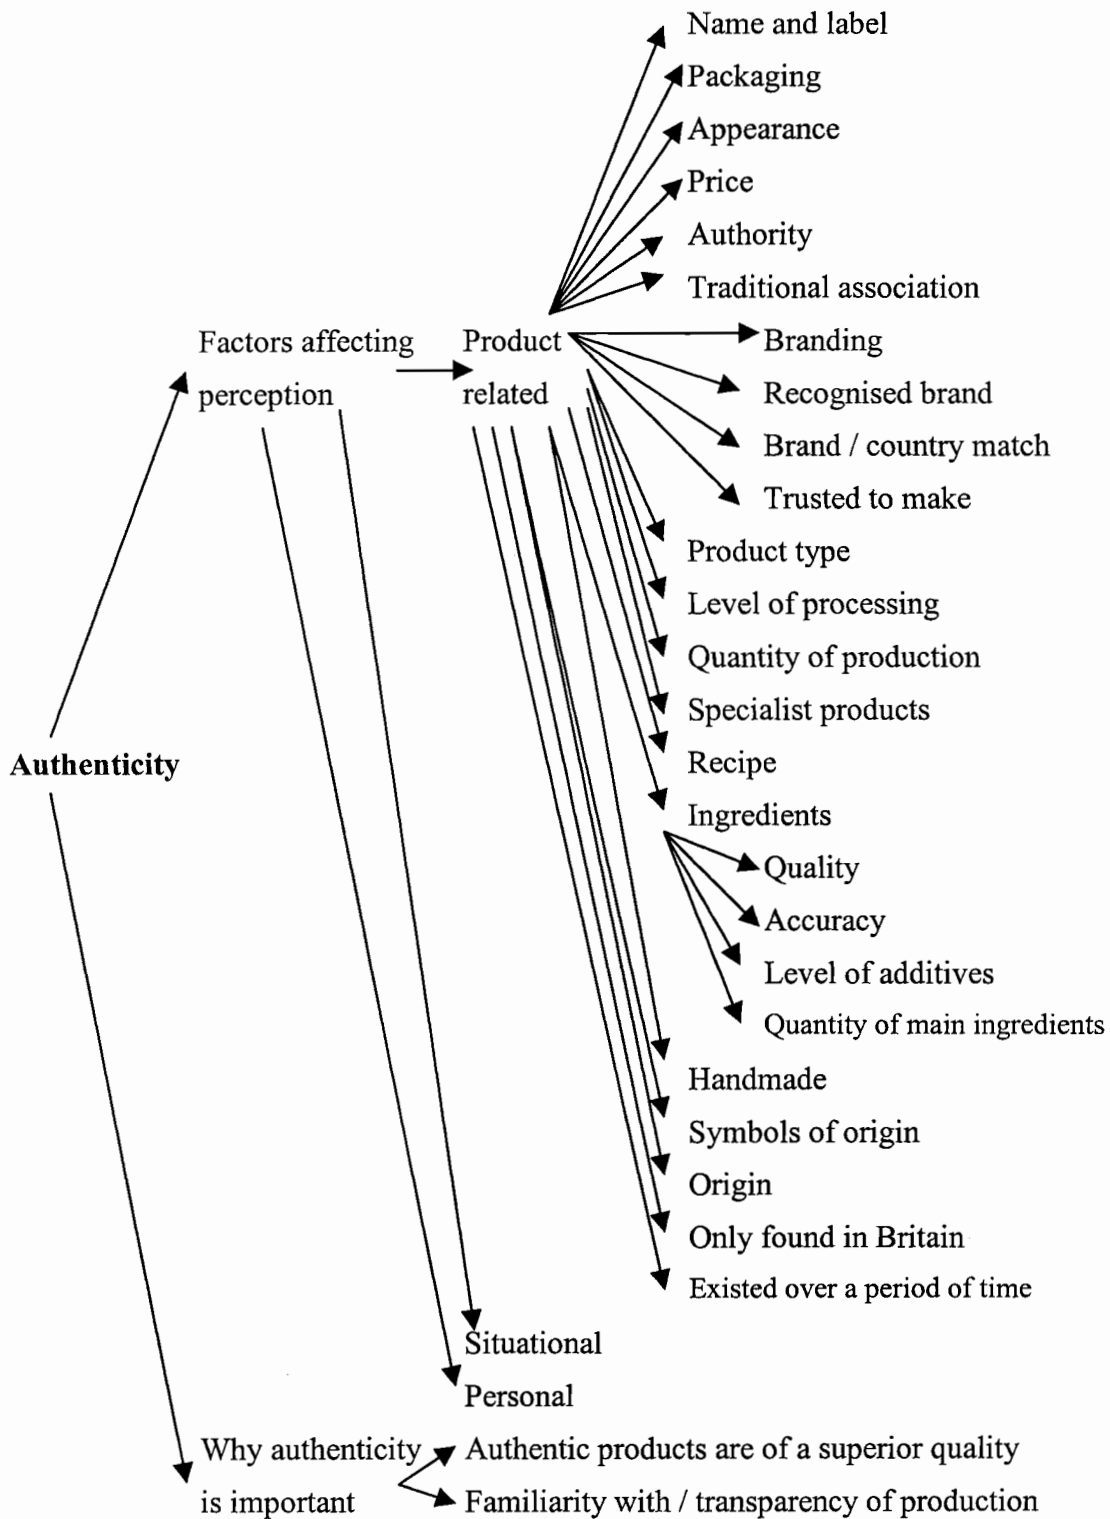 Name and label
Packaging
Appearance
Price
Authority
Traditional association
Factors affecting
perception
Product
related
Branding
Recognised brand
Brand / country match
Trusted to make
Product type
Level of processing
Quantity of production
Specialist products
Authenticity
Recipe
Ingredients
Quality
Accuracy
Level of additives
Quantity of main ingredients
Handmade
Symbols of origin
Origin
Only found in Britain
Existed over a period of time
Situational
Personal
Why authenticity
is important
Authentic products are of a superior quality
Familiarity with / transparency of production